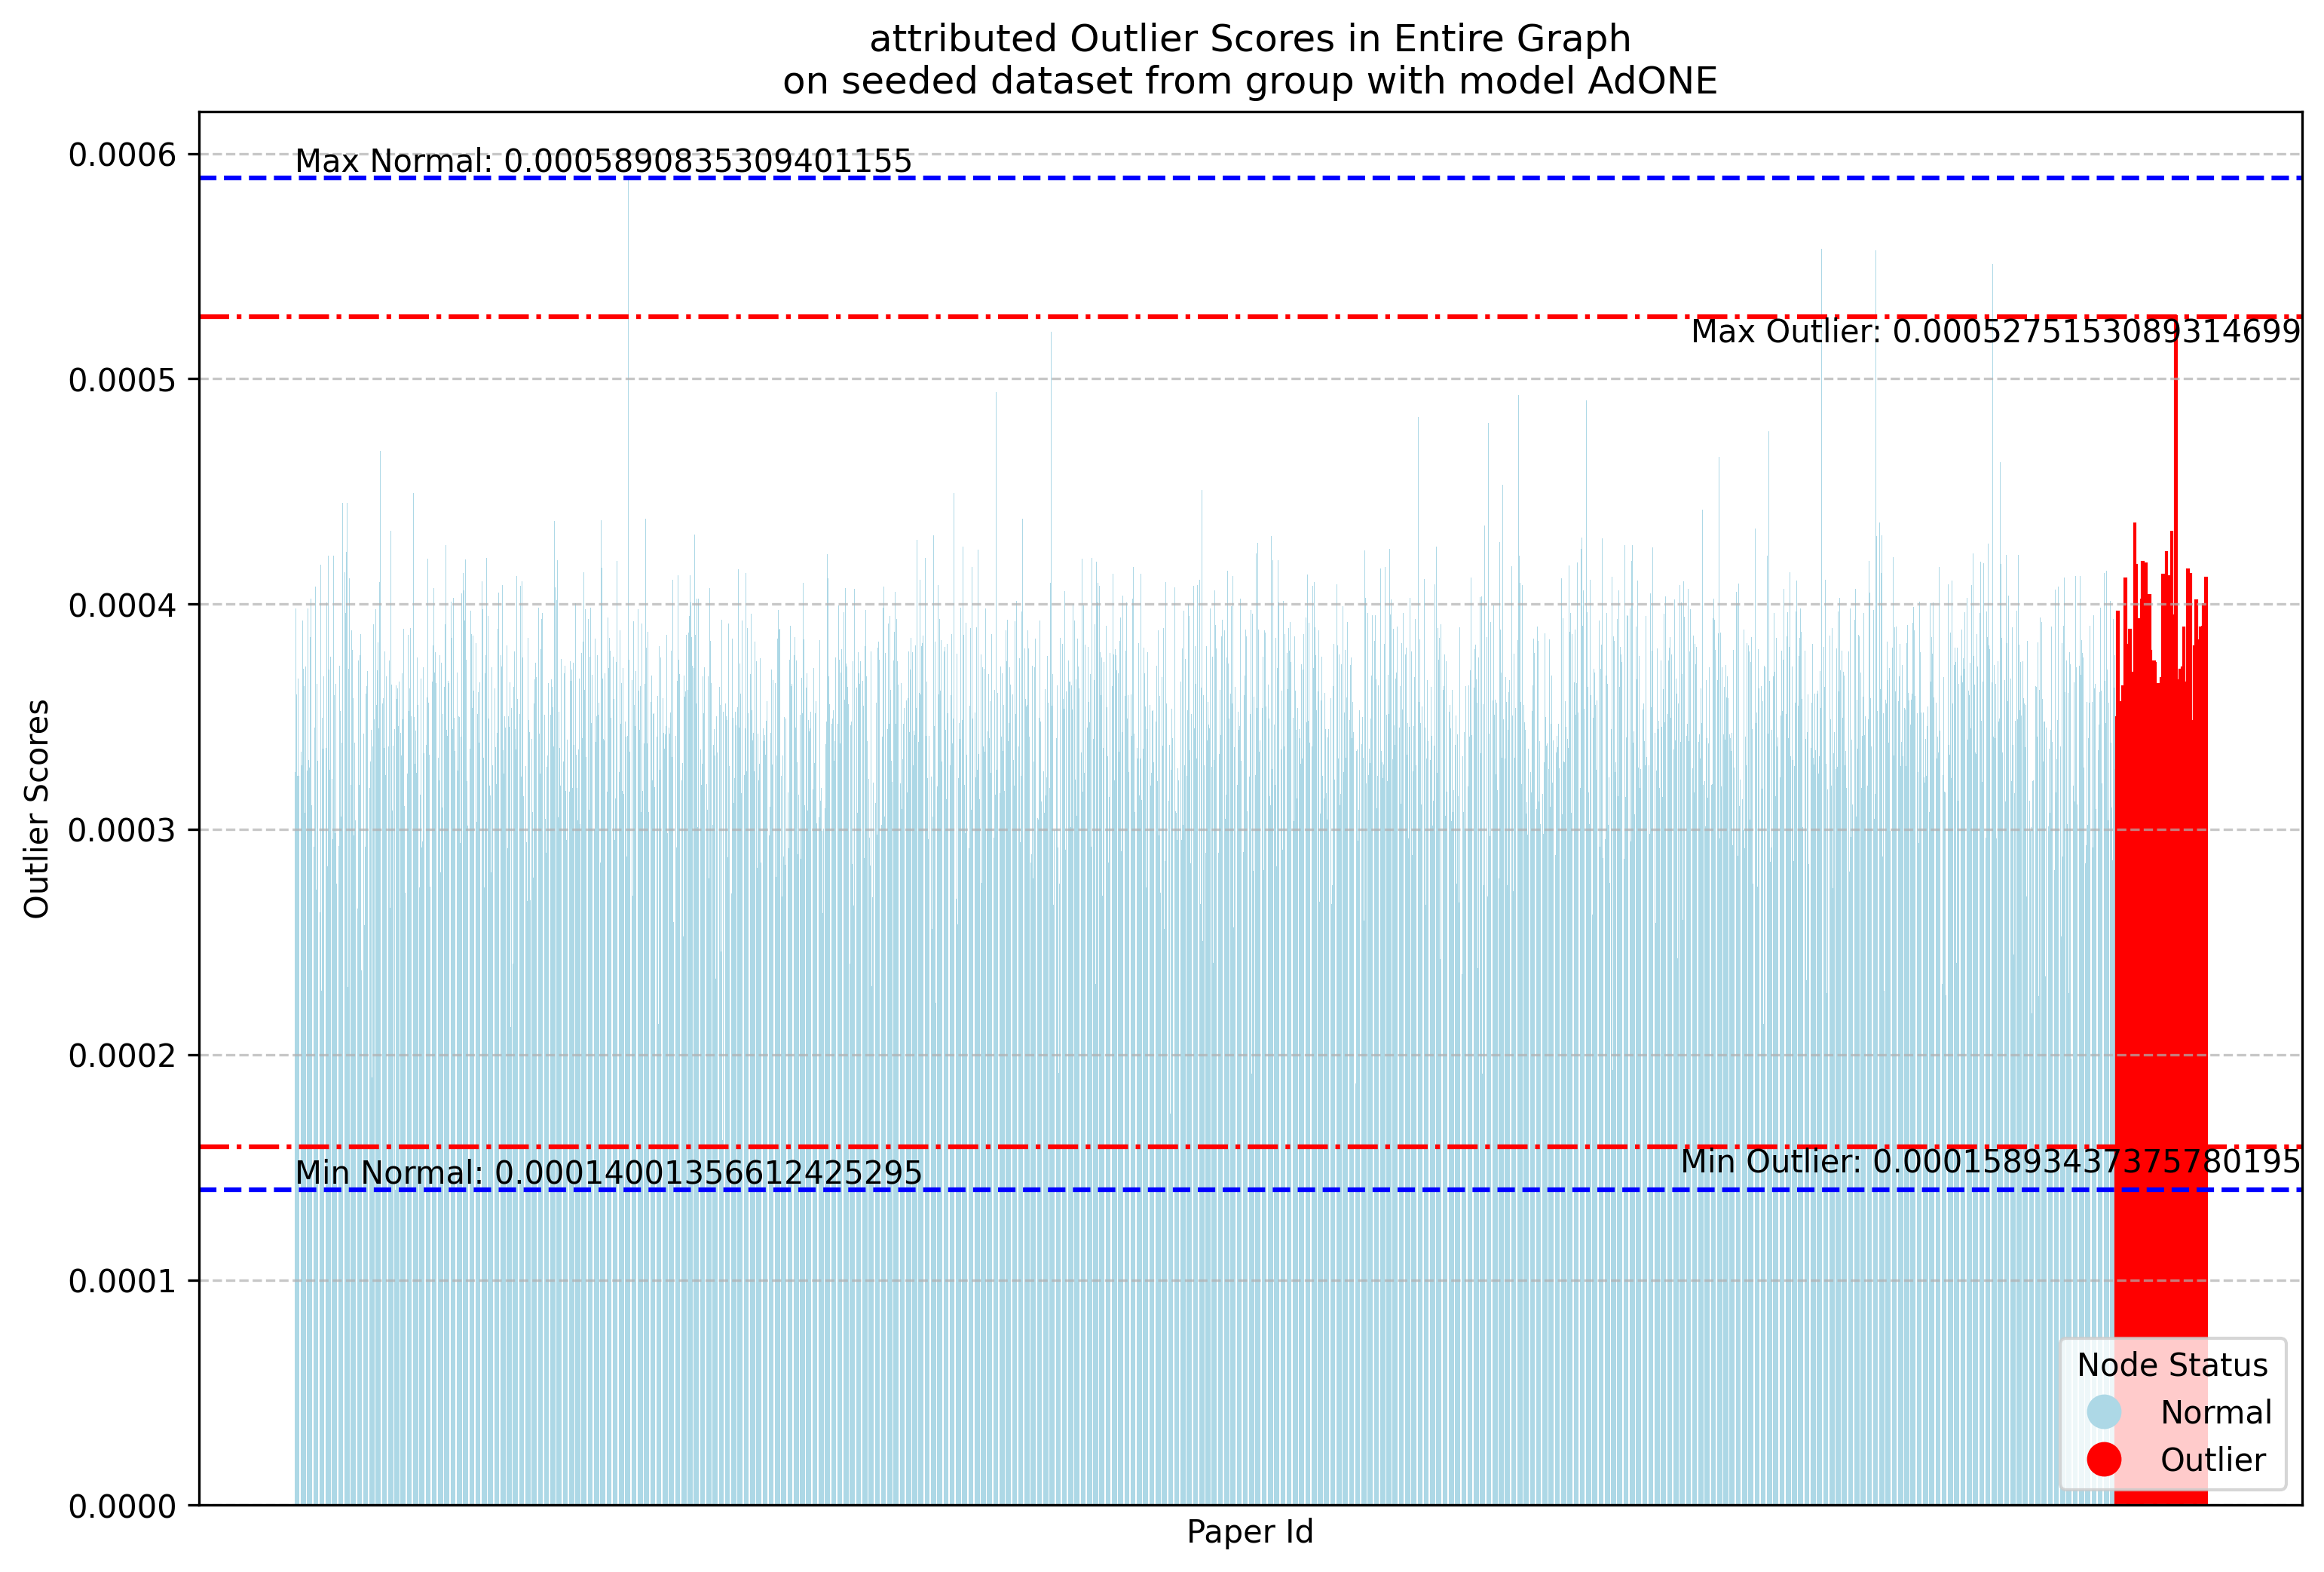 attributed Outlier Scores in Entire Graph
on seeded dataset from group with model AdONE
0.0006
Max Normal: 0.0005890835309401155
Max Outlier: 0.0005275153089314699
0.0005
0.0004
0.0003
Outlier Scores
0.0002
Min Normal: 0.00014001356612425295
Min Outlier: 0.00015893437375780195
0.0001
Node Status
Normal
Outlier
0.0000
Paper Id